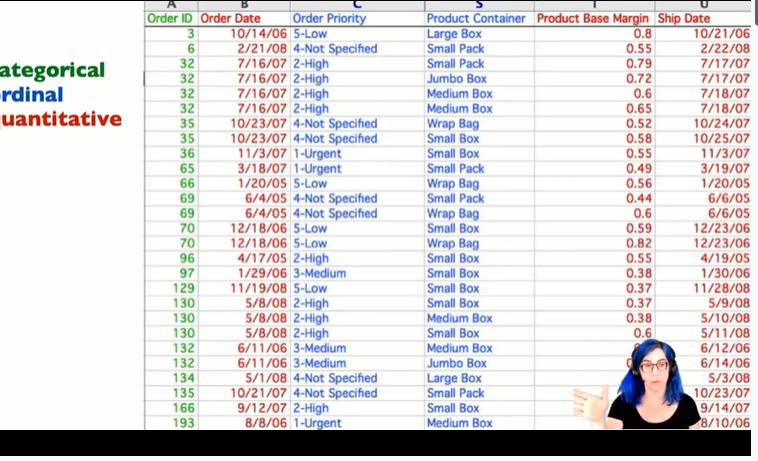 A B C S T U
Order ID Order Date Order Priority Product Container Product Base Margin Ship Date
3 10/14/06 5-Low Large Box 0.8 10/21/06
6 2/21/08 4-Not Specified Small Pack 0.55 2/22/08
32 7/16/07 2-High Small Pack 0.79 7/17/07
ategorical
32 7/16/07 2-High Jumbo Box 0.72 7/17/07
rdinal
32 7/16/07 2-High Medium Box 0.6 7/18/07
32 7/16/07 2-High Medium Box 0.65 7/18/07
uantitative
35 10/23/07 4-Not Specified Wrap Bag 0.52 10/24/07
35 10/23/07 4-Not Specified Small Box 0.58 10/25/07
36 11/3/07 1-Urgent Small Box 0.55 11/3/07
65 3/18/07 1-Urgent Small Pack 0.49 3/19/07
66 1/20/05 5-Low Wrap Bag 0.56 1/20/05
69 6/4/05 4-Not Specified Small Pack 0.44 6/6/05
69 6/4/05 4-Not Specified Wrap Bag 0.6 6/6/05
70 12/18/06 5-Low Small Box 0.59 12/23/06
70 12/18/06 5-Low Wrap Bag 0.82 12/23/06
96 4/17/05 2-High Small Box 0.55 4/19/05
97 1/29/06 3-Medium Small Box 0.38 1/30/06
129 11/19/08 5-Low Small Box 0.37 11/28/08
130 5/8/08 2-High Small Box 0.37 5/9/08
130 5/8/08 2-High Medium Box 0.38 5/10/08
130 5/8/08 2-High Small Box 0.6 5/11/08
132 6/11/06 3-Medium Medium Box 6/12/06
132 6/11/06 3-Medium Jumbo Box 6/14/06
134 5/1/08 4-Not Specified Large Box 5/3/08
135 10/21/07 4-Not Specified Small Pack 10/23/07
166 9/12/07 2-High Small Box 9/14/07
193 8/8/06 1-Urgent Medium Box 8/10/06